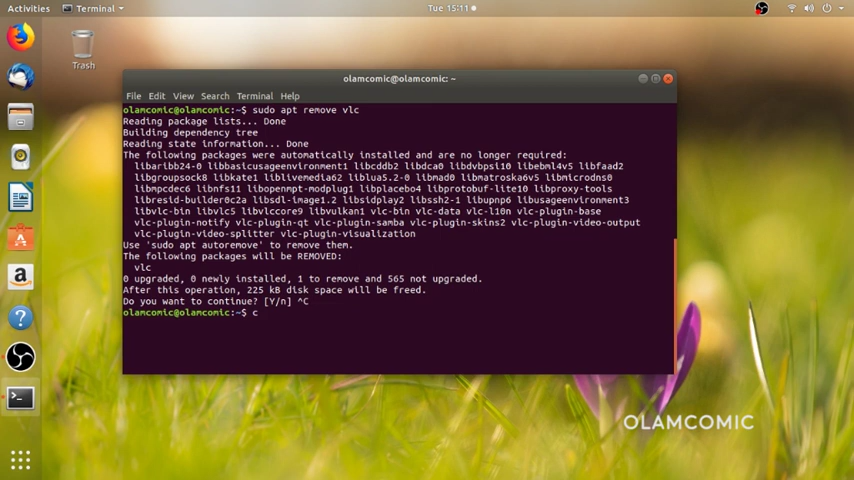 Activities
Terminal
Tue 15:11
Trash
olamcomic@olamcomic: ~
File Edit View Search Terminal Help
olamcomic@olamcomic:~$ sudo apt remove vlc
Reading package lists... Done
Building dependency tree
Reading state information... Done
The following packages were automatically installed and are no longer required:
libaribb24-0 libbasicusageenvironment1 libcddb2 libdca0 libdvbpsi10 libebml4v5 libfaad2
libgroupsock8 libkate1 liblivemedia62 liblua5.2-0 libmad0 libmatroska6v5 libmicrodns0
libmpcdec6 libnfs11 libopenmpt-modplug1 libplacebo4 libprotobuf-lite10 libproxy-tools
libresid-builder0c2a libsdl-image1.2 libsidplay2 libssh2-1 libupnp6 libusageenvironment3
libvlc-bin libvlc5 libvlccore9 libvulkan1 vlc-bin vlc-data vlc-l10n vlc-plugin-base
vlc-plugin-notify vlc-plugin-qt vlc-plugin-samba vlc-plugin-skins2 vlc-plugin-video-output
vlc-plugin-video-splitter vlc-plugin-visualization
Use 'sudo apt autoremove' to remove them.
The following packages will be REMOVED:
vlc
0 upgraded, 0 newly installed, 1 to remove and 565 not upgraded.
After this operation, 225 kB disk space will be freed.
Do you want to continue? [Y/n] ^C
olamcomic@olamcomic:~$ c
OLAMCOMIC